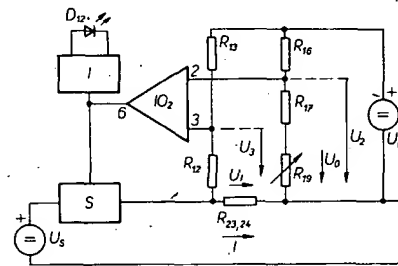 D12
I
R13
R16
2
IO2
6
3
R17
U3
U2
R12
U1
U0
R19
S
R23,24
I
+
US
- +